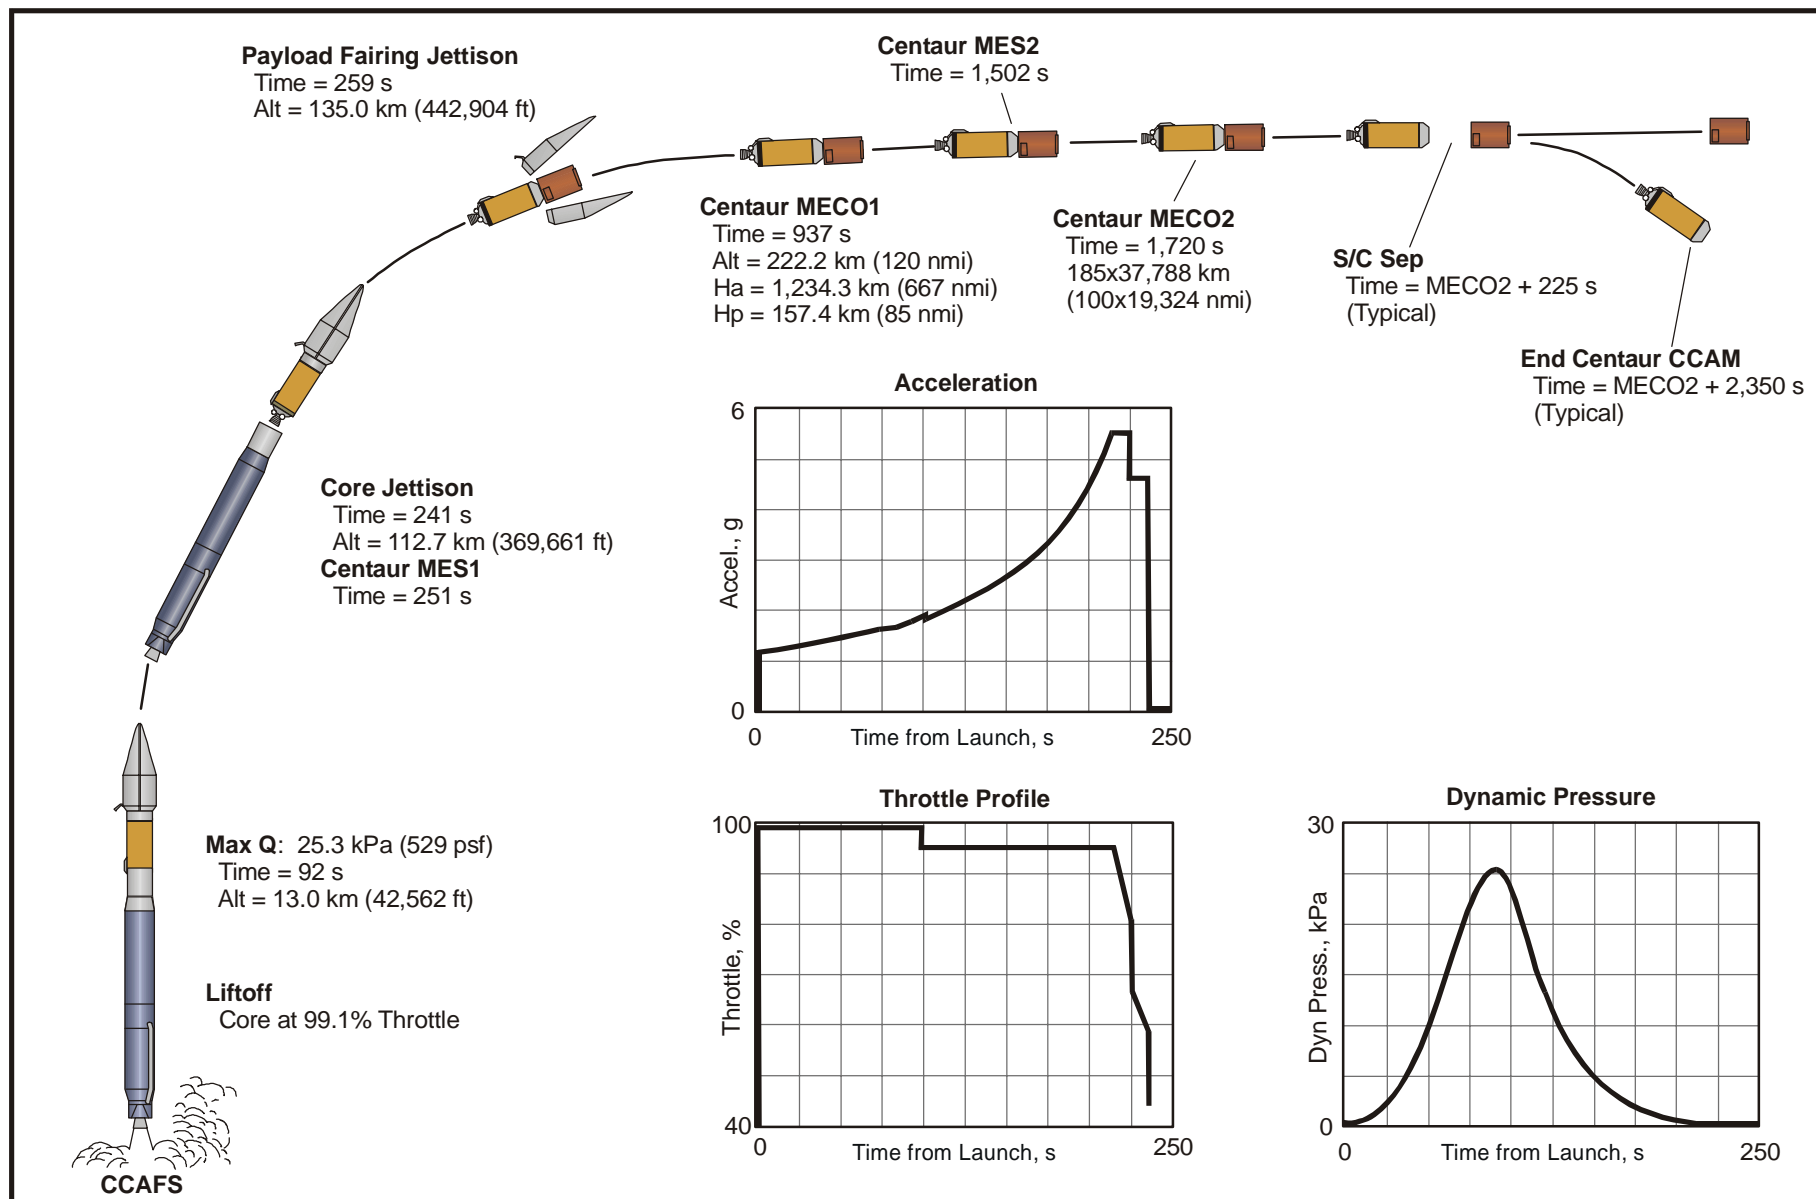 Payload Fairing Jettison
Time = 259 s
Alt = 135.0 km (442,904 ft)
Centaur MES2
Time = 1,502 s
Centaur MECO1
Time = 937 s
Alt = 222.2 km (120 nmi)
Ha = 1,234.3 km (667 nmi)
Hp = 157.4 km (85 nmi)
Centaur MECO2
Time = 1,720 s
185x37,788 km
(100x19,324 nmi)
S/C Sep
Time = MECO2 + 225 s
(Typical)
End Centaur CCAM
Time = MECO2 + 2,350 s
(Typical)
Core Jettison
Time = 241 s
Alt = 112.7 km (369,661 ft)
Centaur MES1
Time = 251 s
Acceleration
6
Accel., g
0
0
Time from Launch, s
250
Max Q: 25.3 kPa (529 psf)
Time = 92 s
Alt = 13.0 km (42,562 ft)
Liftoff
Core at 99.1% Throttle
CCAFS
Throttle Profile
100
Throttle, %
40
0
Time from Launch, s
250
Dynamic Pressure
30
Dyn Press., kPa
0
0
Time from Launch, s
250